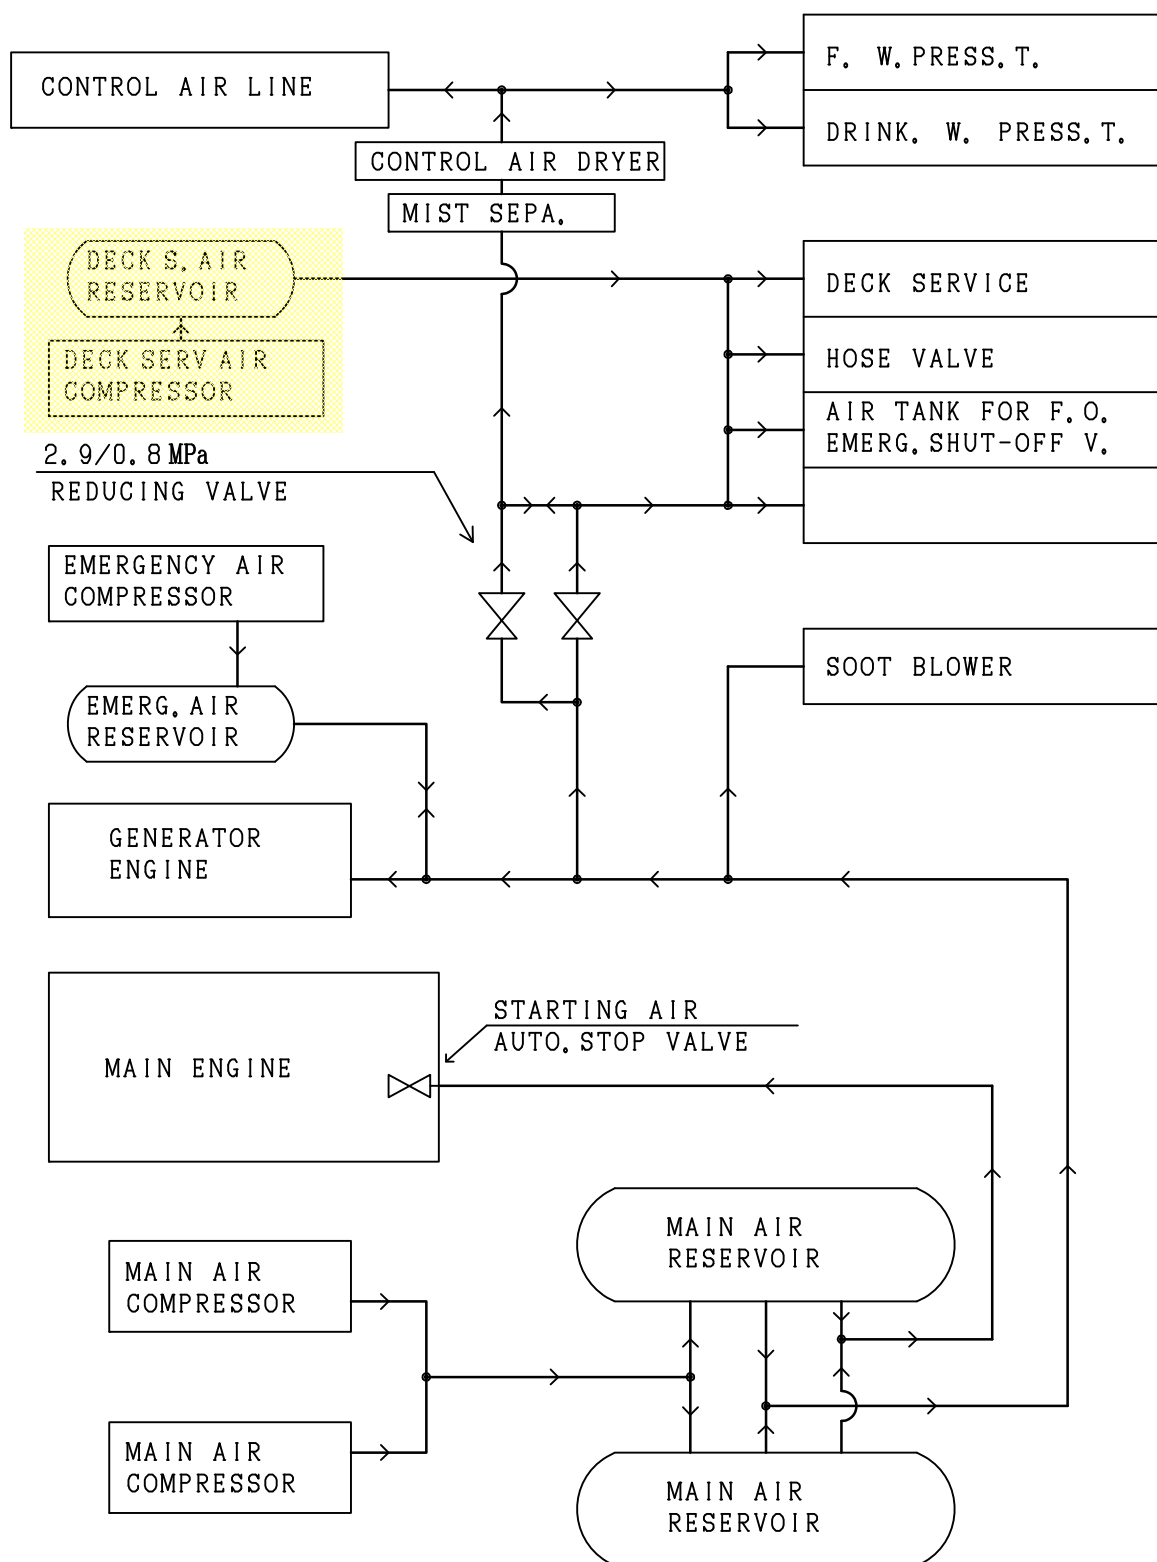 F. W. PRESS. T.
CONTROL AIR LINE
DRINK. W. PRESS. T.
CONTROL AIR DRYER
MIST SEPA.
DECK S. AIR
RESERVOIR
DECK SERVICE
DECK SERV AIR
COMPRESSOR
HOSE VALVE
AIR TANK FOR F. O.
EMERG. SHUT-OFF V.
2. 9/0. 8 MPa
REDUCING VALVE
EMERGENCY AIR
COMPRESSOR
SOOT BLOWER
EMERG. AIR
RESERVOIR
GENERATOR
ENGINE
STARTING AIR
AUTO. STOP VALVE
MAIN ENGINE
MAIN AIR
RESERVOIR
MAIN AIR
COMPRESSOR
MAIN AIR
COMPRESSOR
MAIN AIR
RESERVOIR